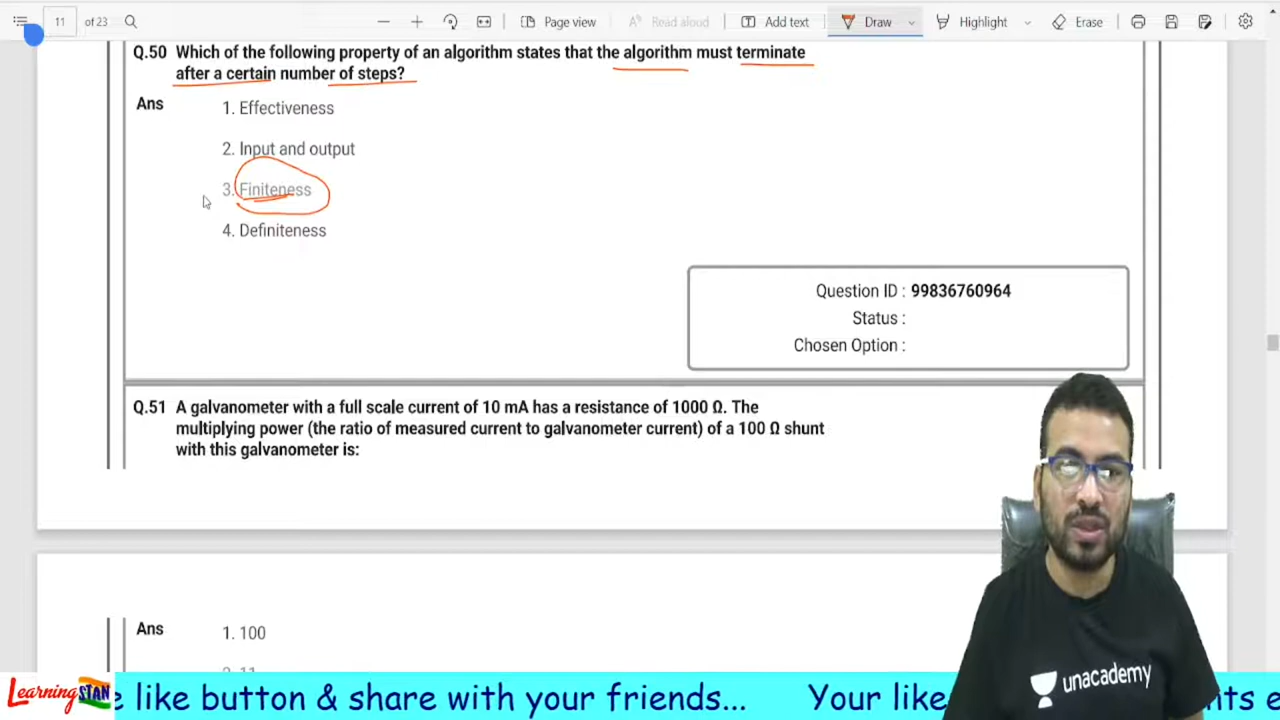 11 of 23
Page view
Read aloud
Add text
Draw
Highlight
Erase
Q.50 Which of the following property of an algorithm states that the algorithm must terminate
after a certain number of steps?
Ans
1. Effectiveness
2. Input and output
3. Finiteness
4. Definiteness
Question ID : 99836760964
Status :
Chosen Option :
Q.51 A galvanometer with a full scale current of 10 mA has a resistance of 1000 Ω. The
multiplying power (the ratio of measured current to galvanometer current) of a 100 Ω shunt
with this galvanometer is:
Ans
1. 100
2. 11
unacademy
Learning STAN
e like button & share with your friends... Your like nts e